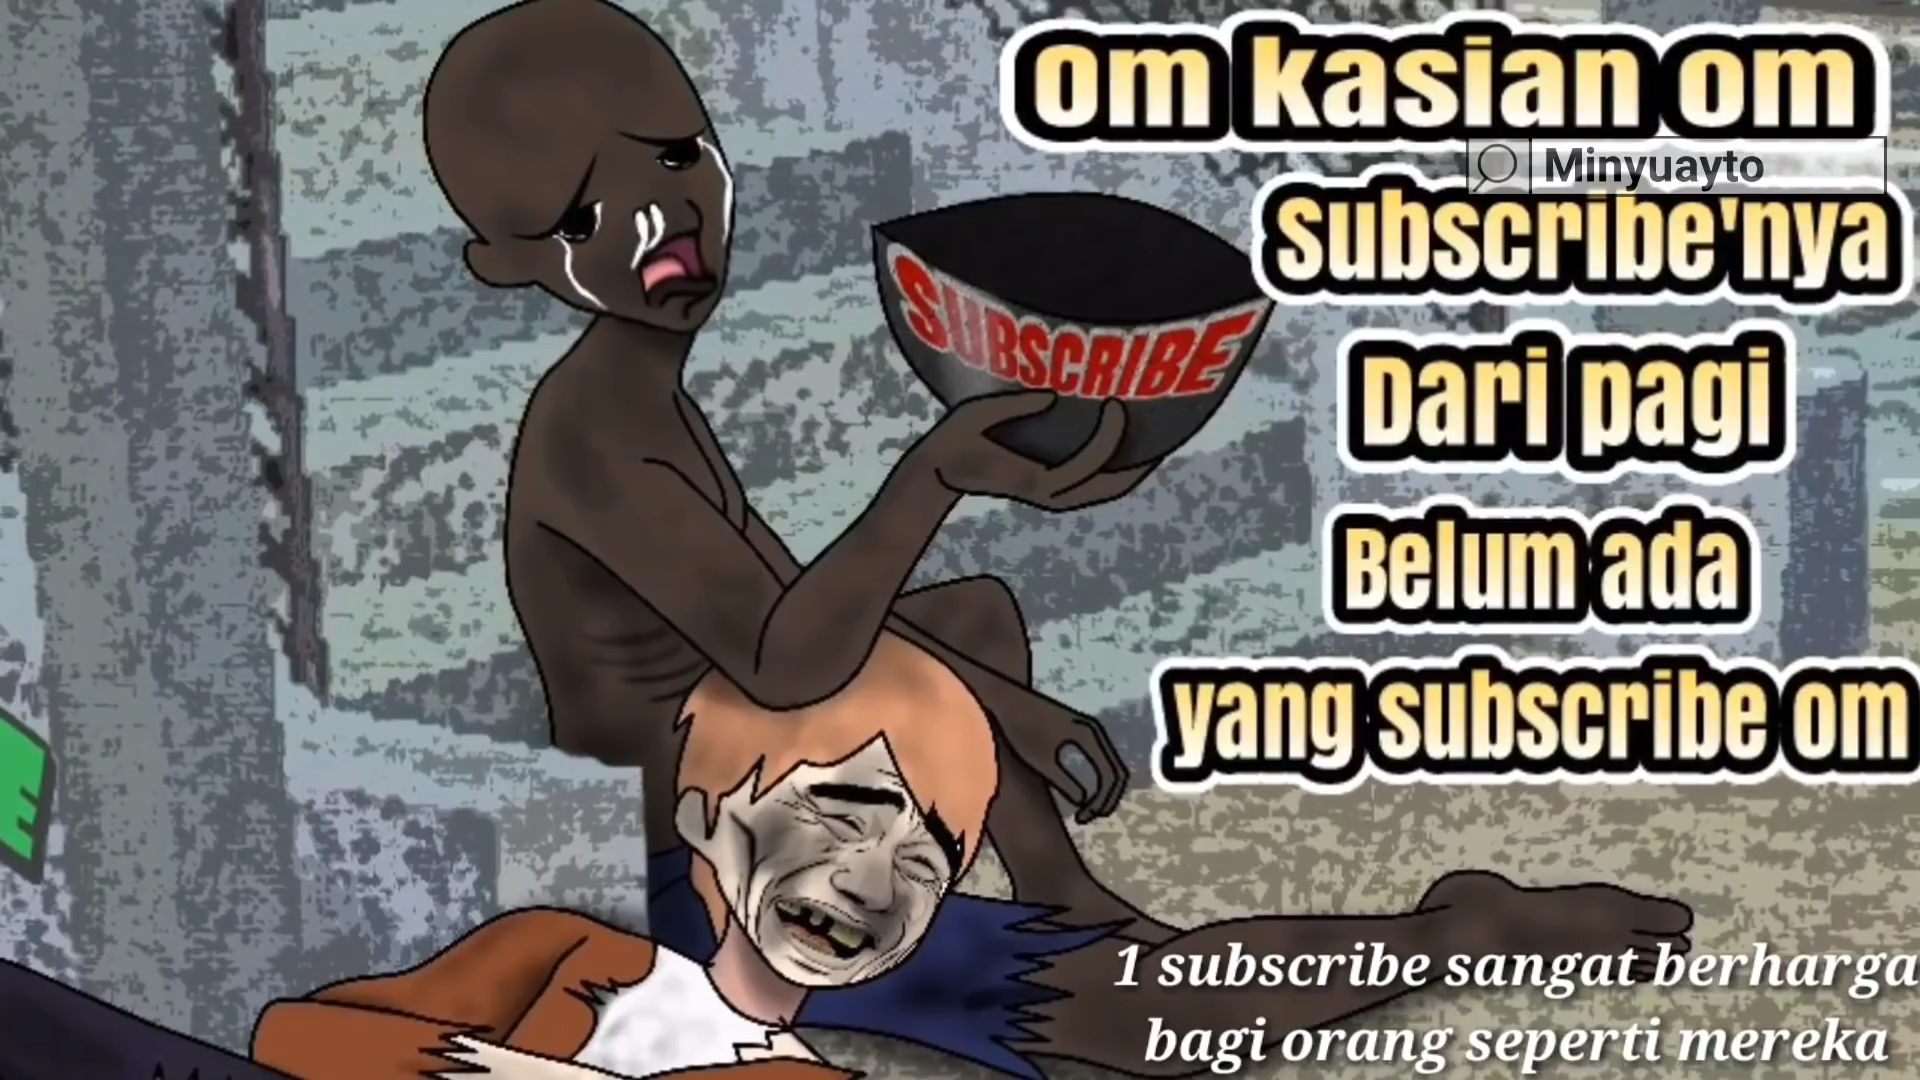 Om kasian om
Minyuayto
Subscribe'nya
Dari pagi
Belum ada
yang subscribe om
SUBSCRIBE
1 subscribe sangat berharga
bagi orang seperti mereka